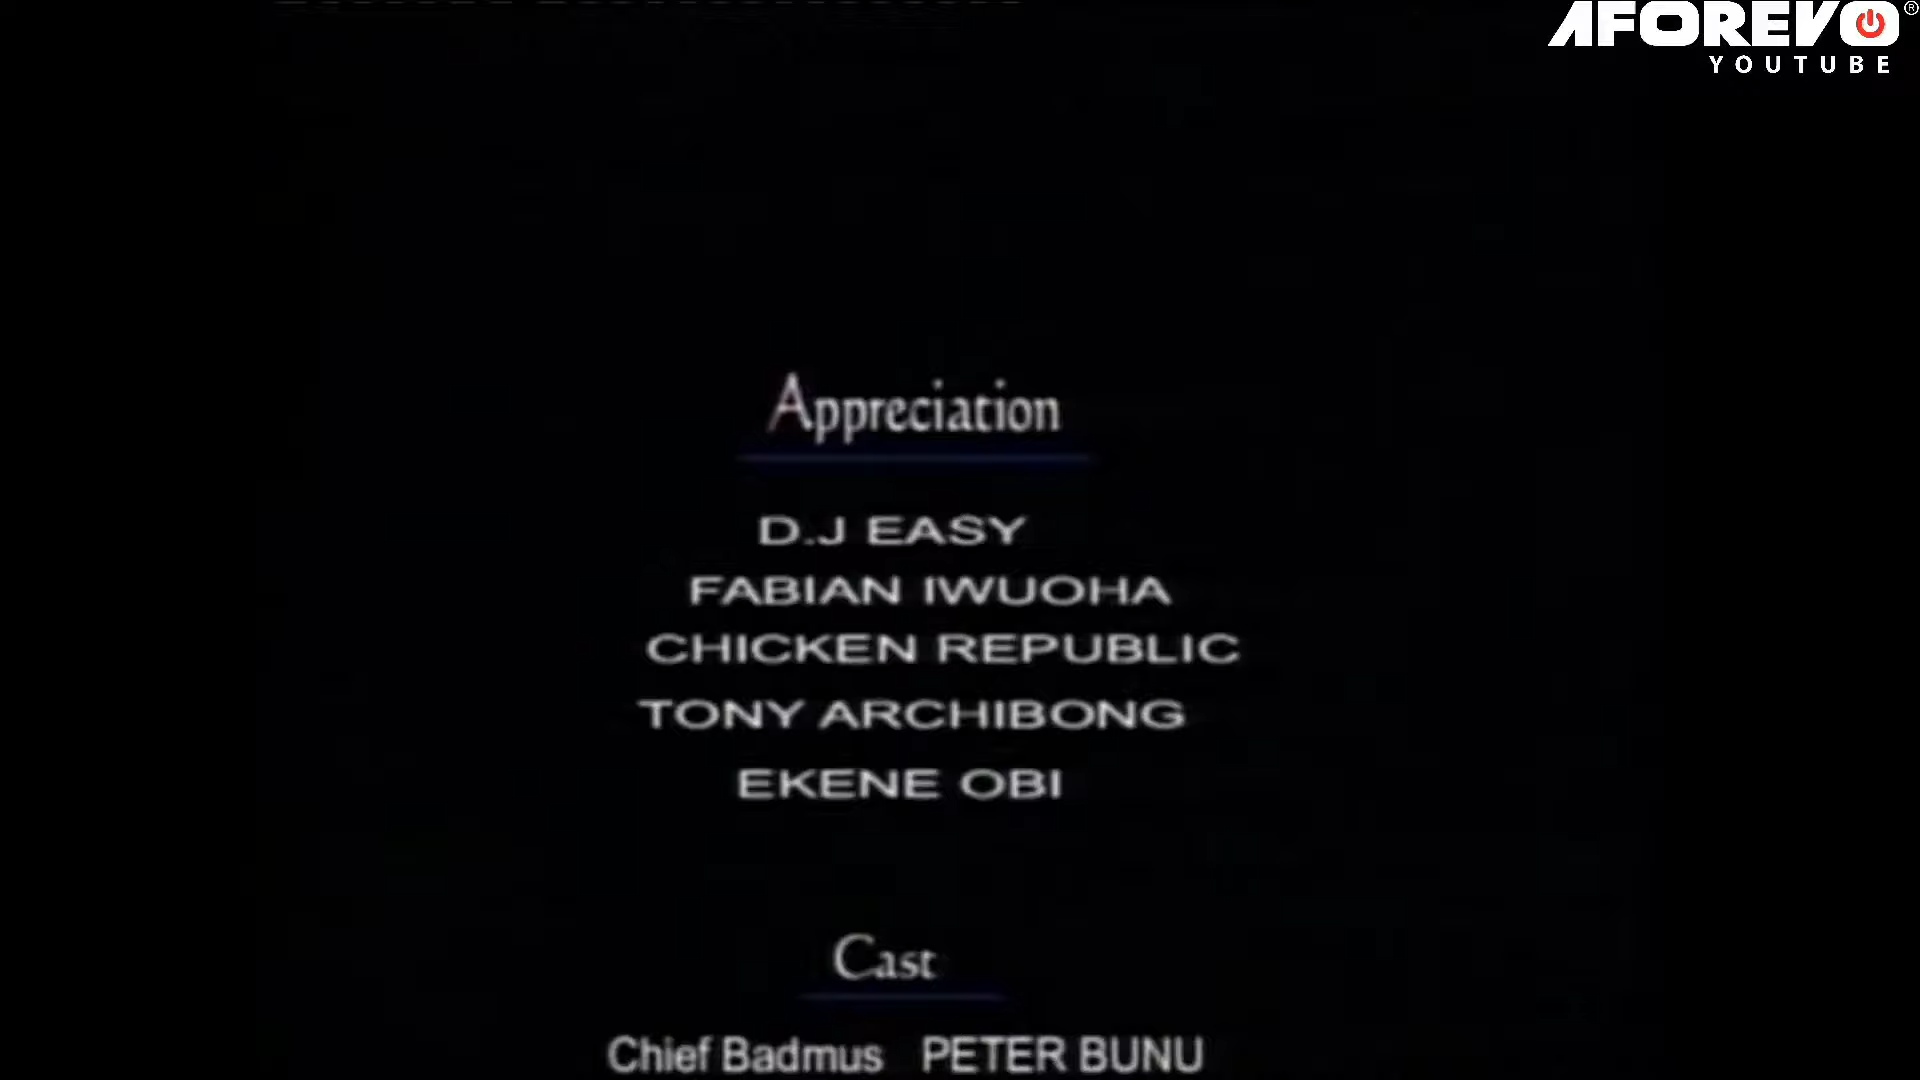 AFOREVO®
YOUTUBE
Appreciation
D.J EASY
FABIAN IWUOHA
CHICKEN REPUBLIC
TONY ARCHIBONG
EKENE OBI
Cast
Chief Badmus PETER BUNU